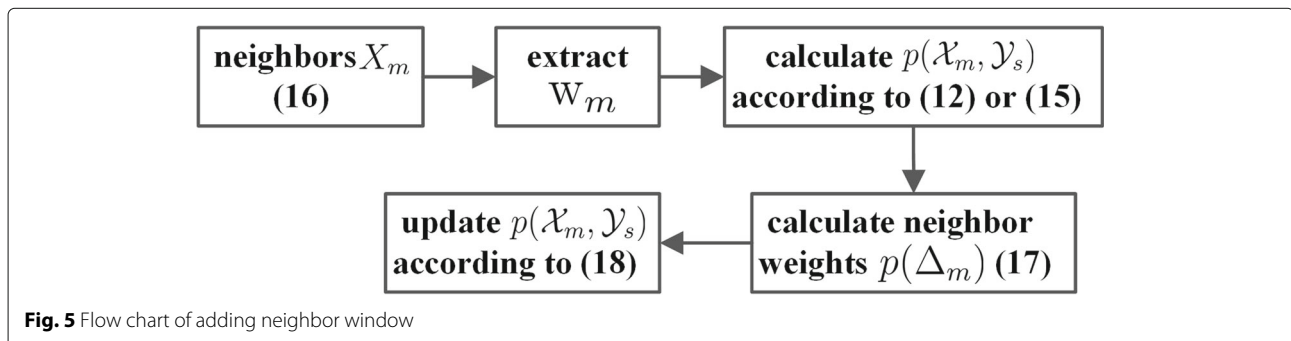 neighbors X_m
(16)
extract
W_m
calculate p(𝒳_m, 𝒴_s)
according to (12) or (15)
calculate neighbor
weights p(Δ_m) (17)
update p(𝒳_m, 𝒴_s)
according to (18)
Fig. 5 Flow chart of adding neighbor window